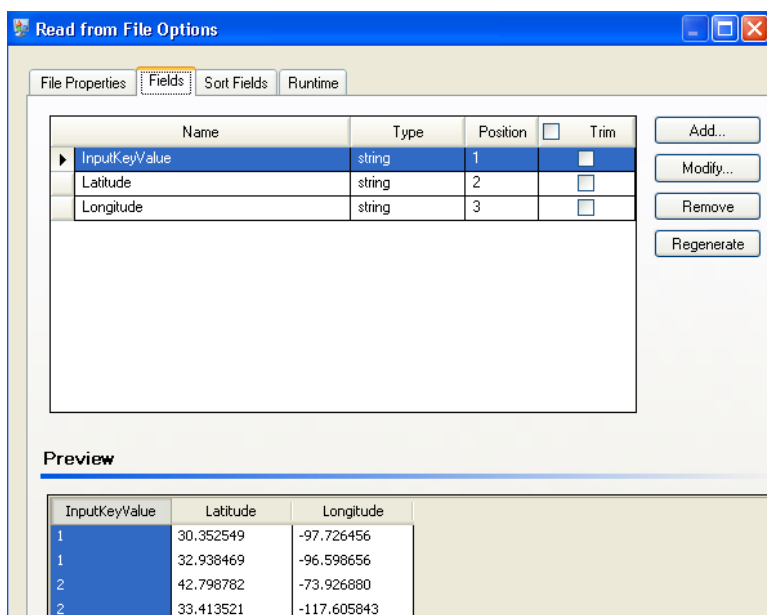 Read from File Options
File Properties Fields Sort Fields Runtime
Name Type Position Trim
InputKeyValue string 1
Latitude string 2
Longitude string 3
Add...
Modify...
Remove
Regenerate
Preview
InputKeyValue Latitude Longitude
1 30.352549 -97.726456
1 32.938469 -96.598656
2 42.798782 -73.926880
2 33.413521 -117.605843